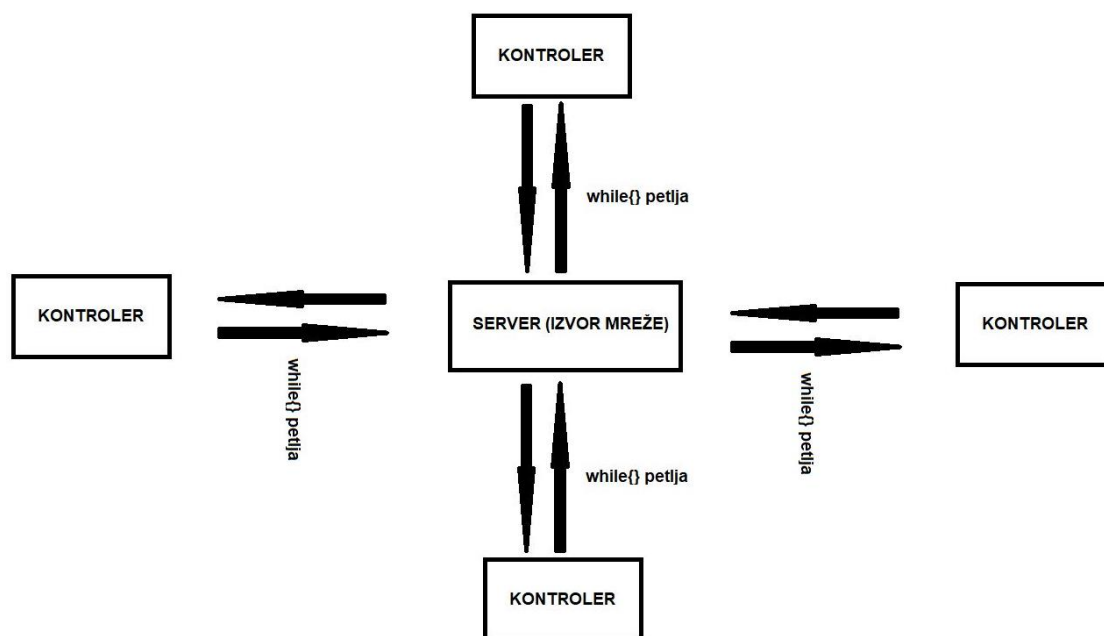 KONTROLER
while{} petlja
KONTROLER
SERVER (IZVOR MREŽE)
KONTROLER
while{} petlja
while{} petlja
while{} petlja
KONTROLER